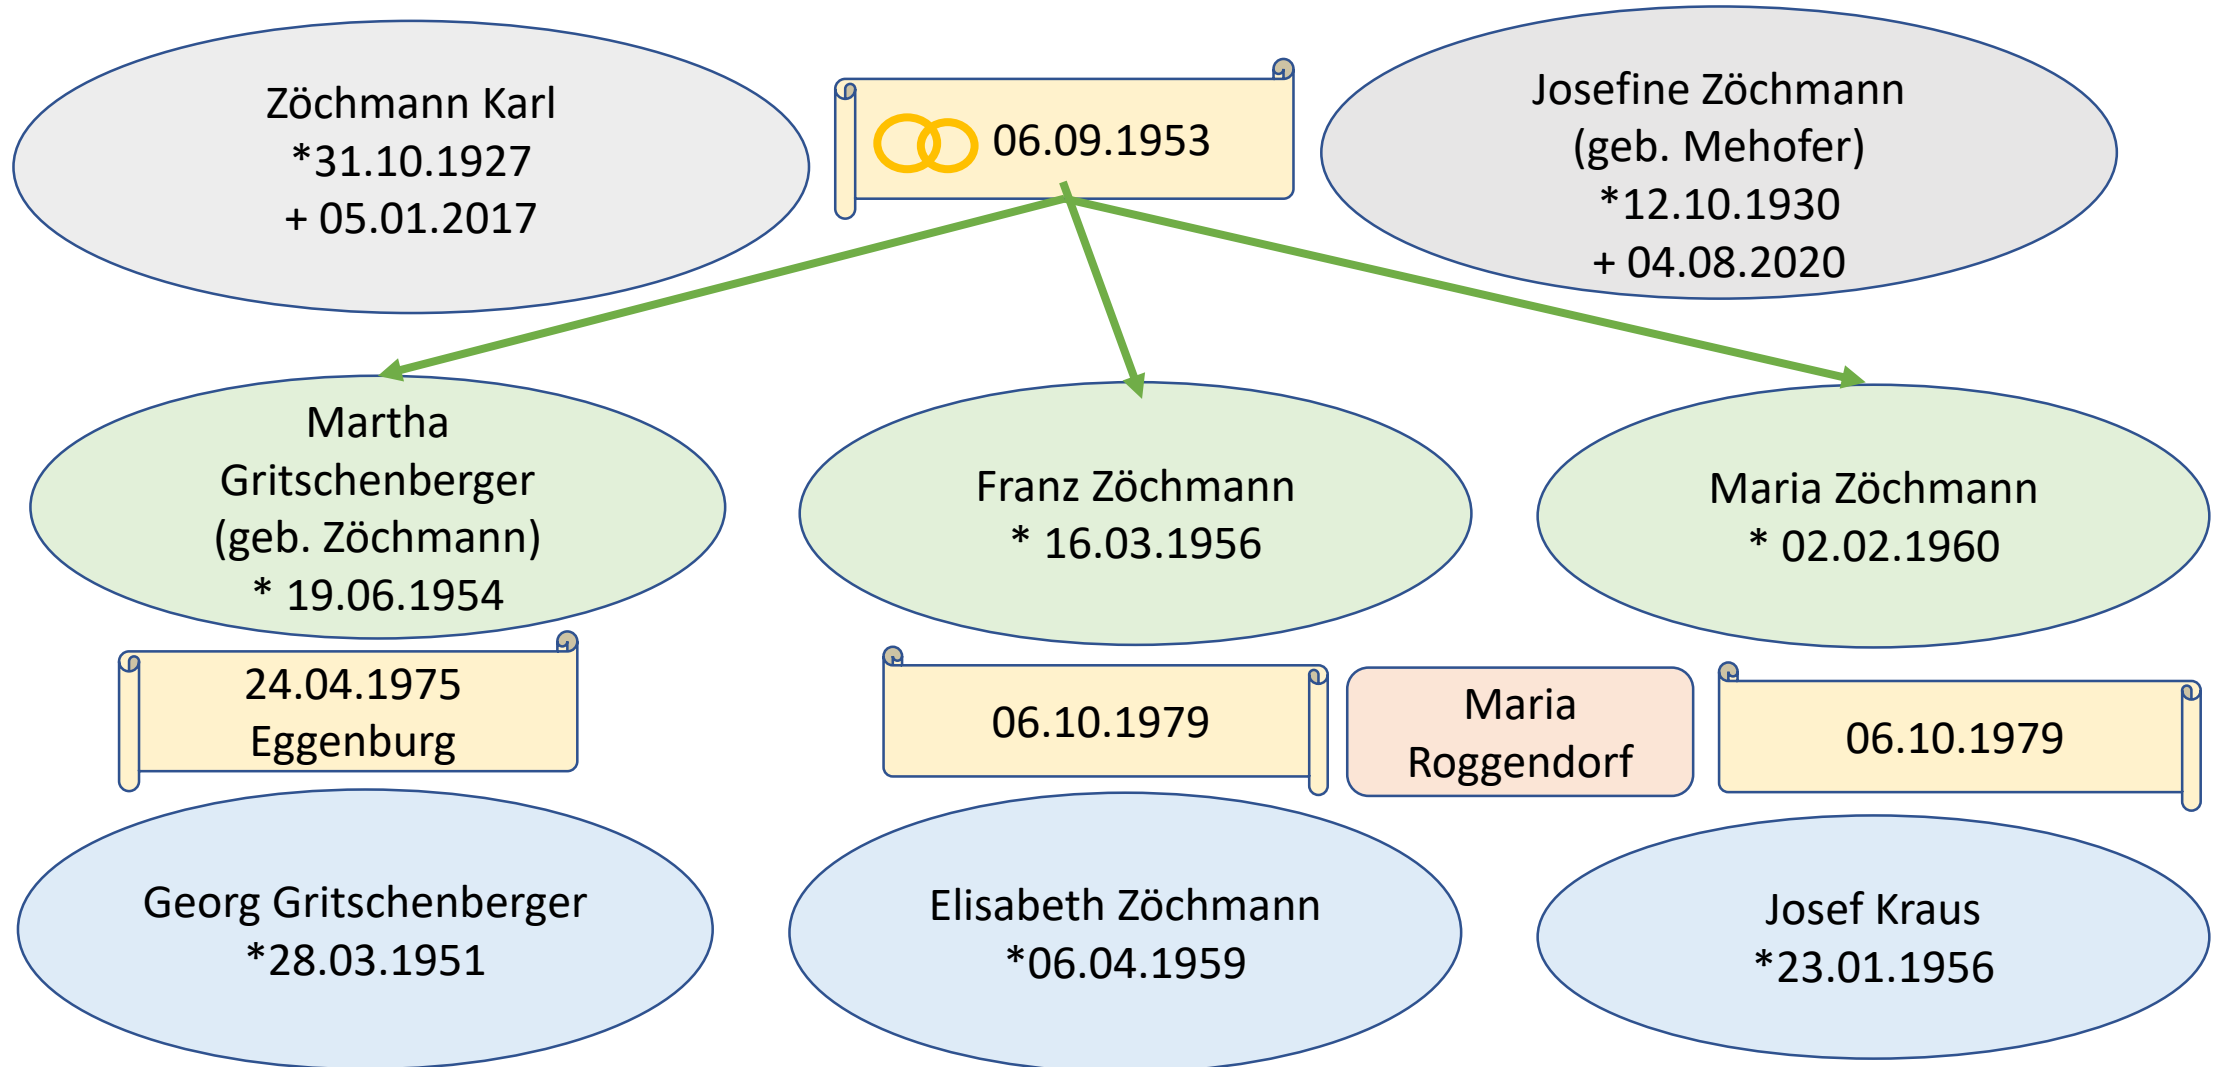 Zöchmann Karl
*31.10.1927
+ 05.01.2017
06.09.1953
Josefine Zöchmann
(geb. Mehofer)
*12.10.1930
+ 04.08.2020
Martha
Gritschenberger
(geb. Zöchmann)
* 19.06.1954
Franz Zöchmann
* 16.03.1956
Maria Zöchmann
* 02.02.1960
24.04.1975
Eggenburg
06.10.1979
Maria
Roggendorf
06.10.1979
Georg Gritschenberger
*28.03.1951
Elisabeth Zöchmann
*06.04.1959
Josef Kraus
*23.01.1956